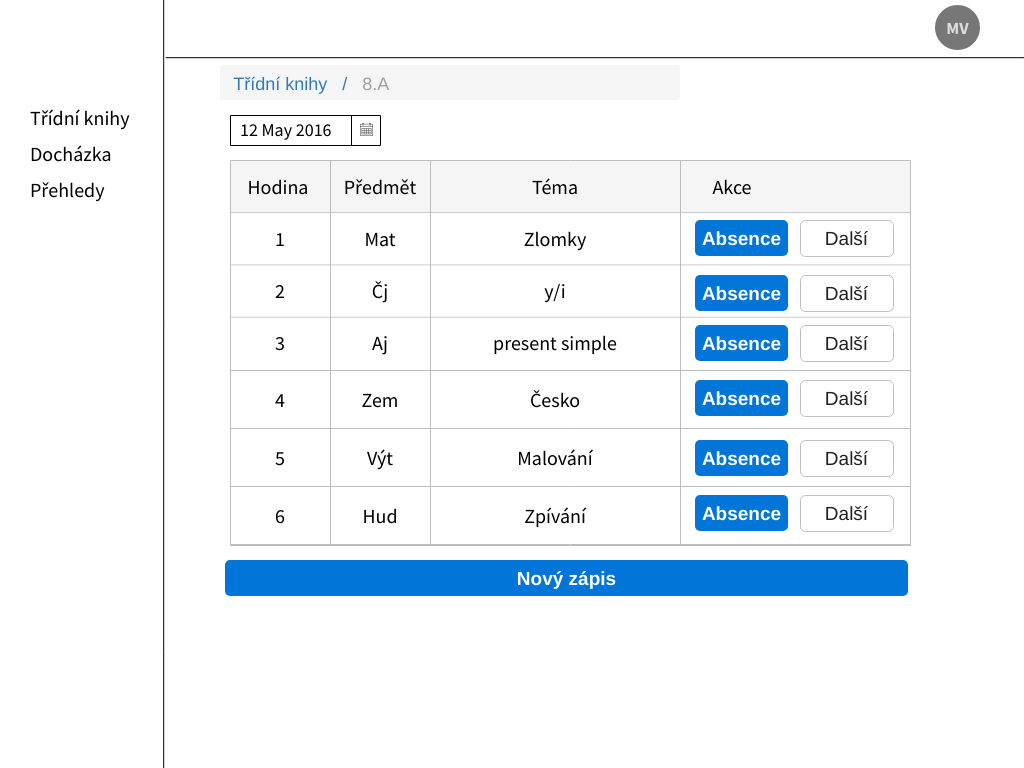 MV
Třídní knihy / 8.A
Třídní knihy
Docházka
Přehledy
12 May 2016
Hodina Předmět Téma Akce
1 Mat Zlomky Absence Další
2 Čj y/i Absence Další
3 Aj present simple Absence Další
4 Zem Česko Absence Další
5 Výt Malování Absence Další
6 Hud Zpívání Absence Další
Nový zápis